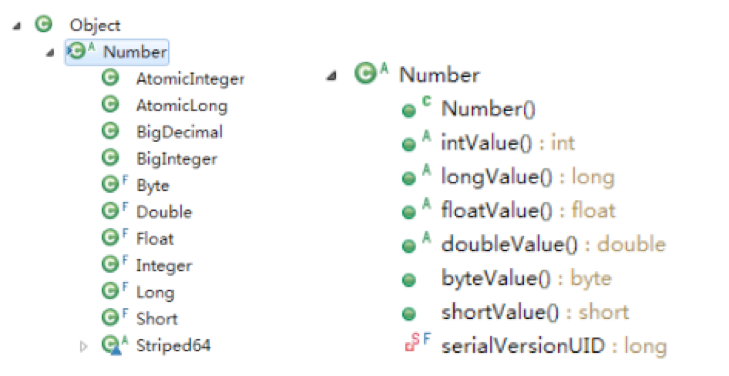 Object
A Number
AtomicInteger
AtomicLong
BigDecimal
BigInteger
F Byte
F Double
F Float
F Integer
F Long
F Short
A Striped64
A Number
C Number()
A intValue() : int
A longValue() : long
A floatValue() : float
A doubleValue() : double
byteValue() : byte
shortValue() : short
S F serialVersionUID : long